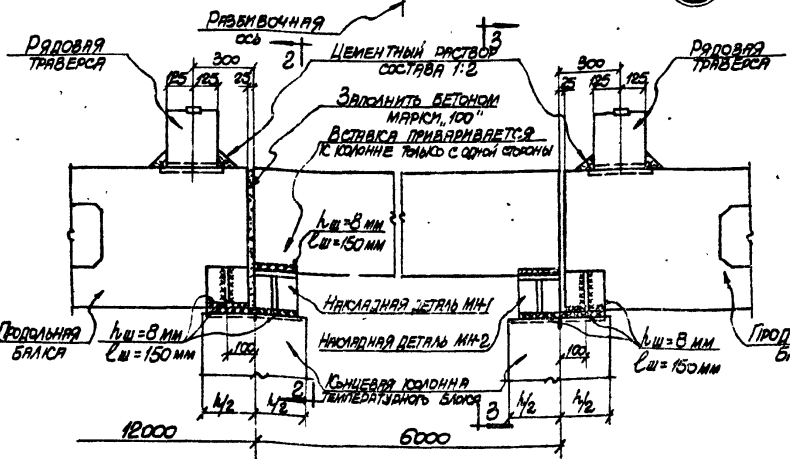 РАЗБИВОЧНАЯ
ОСЬ
2
3
РЯДОВАЯ
ТРАВЕРСА
300
125
125
25
ЦЕМЕНТНЫЙ РАСТВОР
СОСТАВА 1:2
300
25
125
125
РЯДОВАЯ
ТРАВЕРСА
ЗАПОЛНИТЬ БЕТОНОМ
МАРКИ „100"
ВСТАВКА ПРИВАРИВАЕТСЯ
К КОЛОННЕ ТОЛЬКО С ОДНОЙ СТОРОНЫ
hш=8 мм
ℓш=150 мм
НАКЛАДНАЯ ДЕТАЛЬ МН-1
ПРОДОЛЬНАЯ
БАЛКА
hш=8 мм
ℓш=150 мм
100
НАКЛАДНАЯ ДЕТАЛЬ МН-2
100
hш=8 мм
ℓш=150мм
ПРОД
БА
КОНЦЕВАЯ КОЛОННА
ТЕМПЕРАТУРНОГО БЛОКА
h/2
2
h/2
3
h/2
h/2
12000
6000